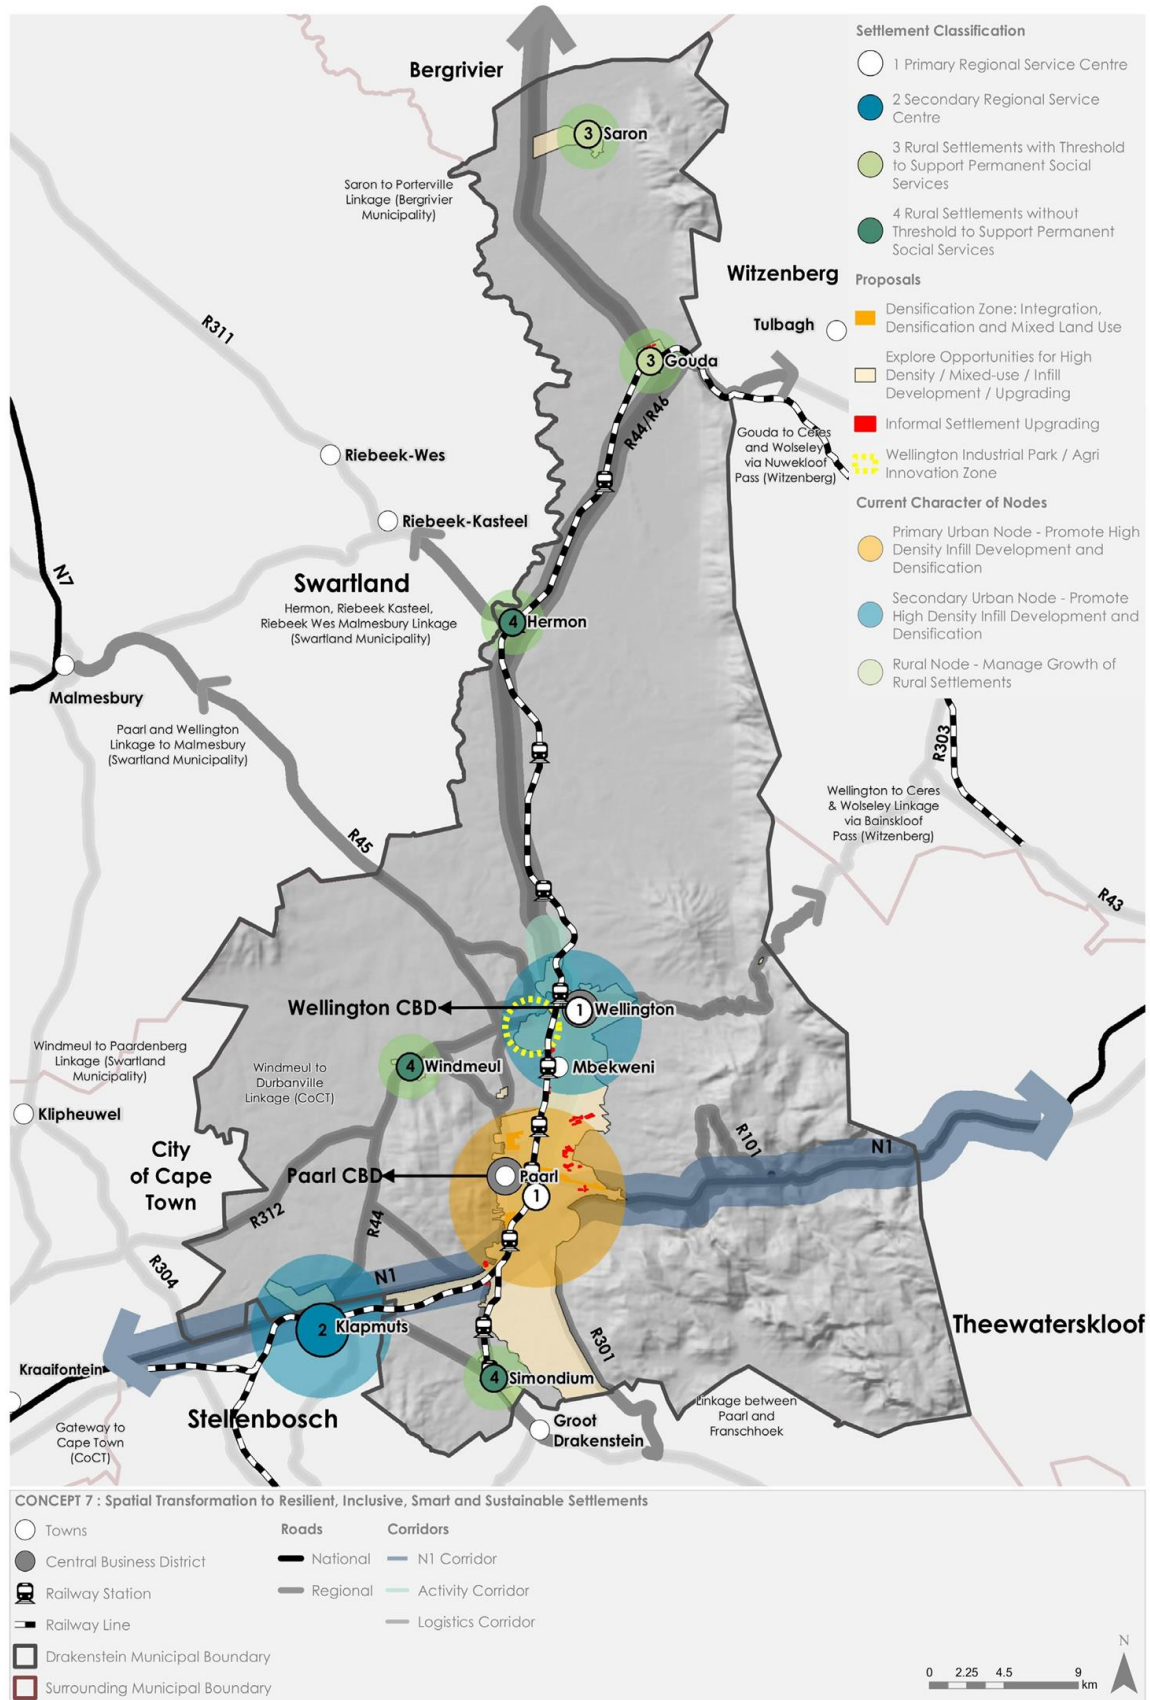 Bergrivier
3
Saron
Saron to Porterville
Linkage (Bergrivier
Municipality)
Witzenberg
Tulbagh
R311
3
Gouda
R44/R46
Gouda to Ceres
and Wolseley
via Nuwekloof
Pass (Witzenberg)
Riebeek-Wes
Riebeek-Kasteel
N7
Swartland
Hermon, Riebeek Kasteel,
Riebeek Wes Malmesbury Linkage
(Swartland Municipality)
4
Hermon
Malmesbury
Paarl and Wellington
Linkage to Malmesbury
(Swartland Municipality)
R303
Wellington to Ceres
& Wolseley Linkage
via Bainskloof
Pass (Witzenberg)
R45
R43
Wellington CBD
1
Wellington
Windmeul to Paardenberg
Linkage (Swartland
Municipality)
Windmeul to
Durbanville
Linkage (CoCT)
4
Windmeul
Mbekweni
Klipheuwel
City
of Cape
Town
R101
N1
Paarl CBD
Paarl
1
R312
R44
R304
N1
2
Klapmuts
Kraaifontein
R301
Theewaterskloof
4
Simondium
Linkage between
Paarl and
Franschhoek
Stellenbosch
Groot
Drakenstein
Gateway to
Cape Town
(CoCT)
Settlement Classification
1 Primary Regional Service Centre
2 Secondary Regional Service
Centre
3 Rural Settlements with Threshold
to Support Permanent Social
Services
4 Rural Settlements without
Threshold to Support Permanent
Social Services
Proposals
Densification Zone: Integration,
Densification and Mixed Land Use
Explore Opportunities for High
Density / Mixed-use / Infill
Development / Upgrading
Informal Settlement Upgrading
Wellington Industrial Park / Agri
Innovation Zone
Current Character of Nodes
Primary Urban Node - Promote High
Density Infill Development and
Densification
Secondary Urban Node - Promote
High Density Infill Development and
Densification
Rural Node - Manage Growth of
Rural Settlements
CONCEPT 7 : Spatial Transformation to Resilient, Inclusive, Smart and Sustainable Settlements
Towns
Central Business District
Railway Station
Railway Line
Drakenstein Municipal Boundary
Surrounding Municipal Boundary
Roads
National
Regional
Corridors
N1 Corridor
Activity Corridor
Logistics Corridor
N
0 2.25 4.5 9
km